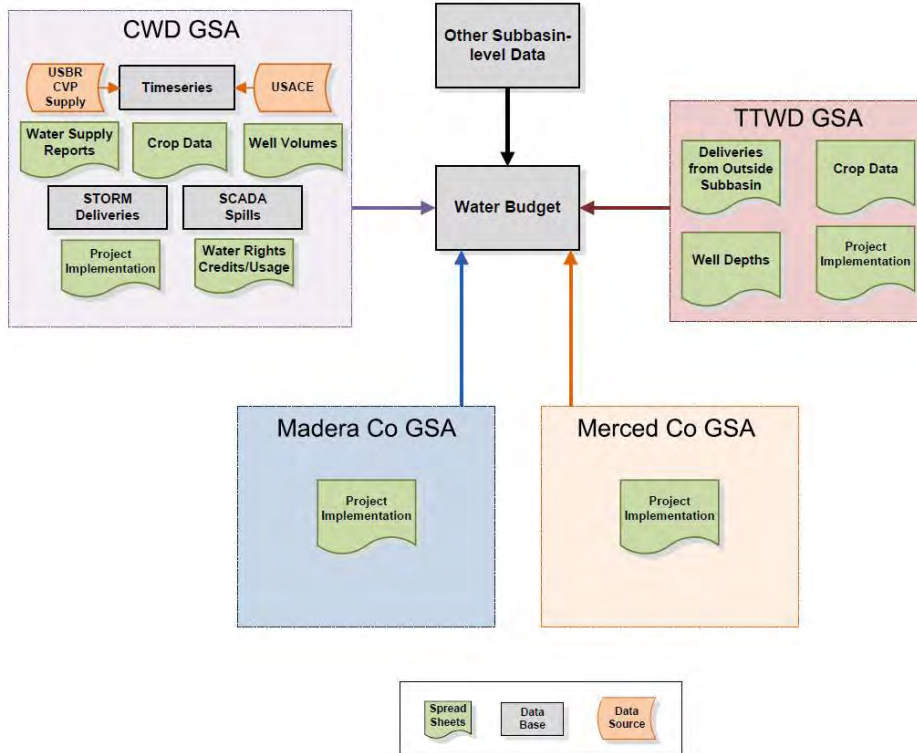 CWD GSA
USBR
CVP
Supply
Timeseries
USACE
Water Supply
Reports
Crop Data
Well Volumes
STORM
Deliveries
SCADA
Spills
Project
Implementation
Water Rights
Credits/Usage
Other Subbasin-
level Data
Water Budget
TTWD GSA
Deliveries
from Outside
Subbasin
Crop Data
Well Depths
Project
Implementation
Madera Co GSA
Project
Implementation
Merced Co GSA
Project
Implementation
Spread
Sheets
Data
Base
Data
Source